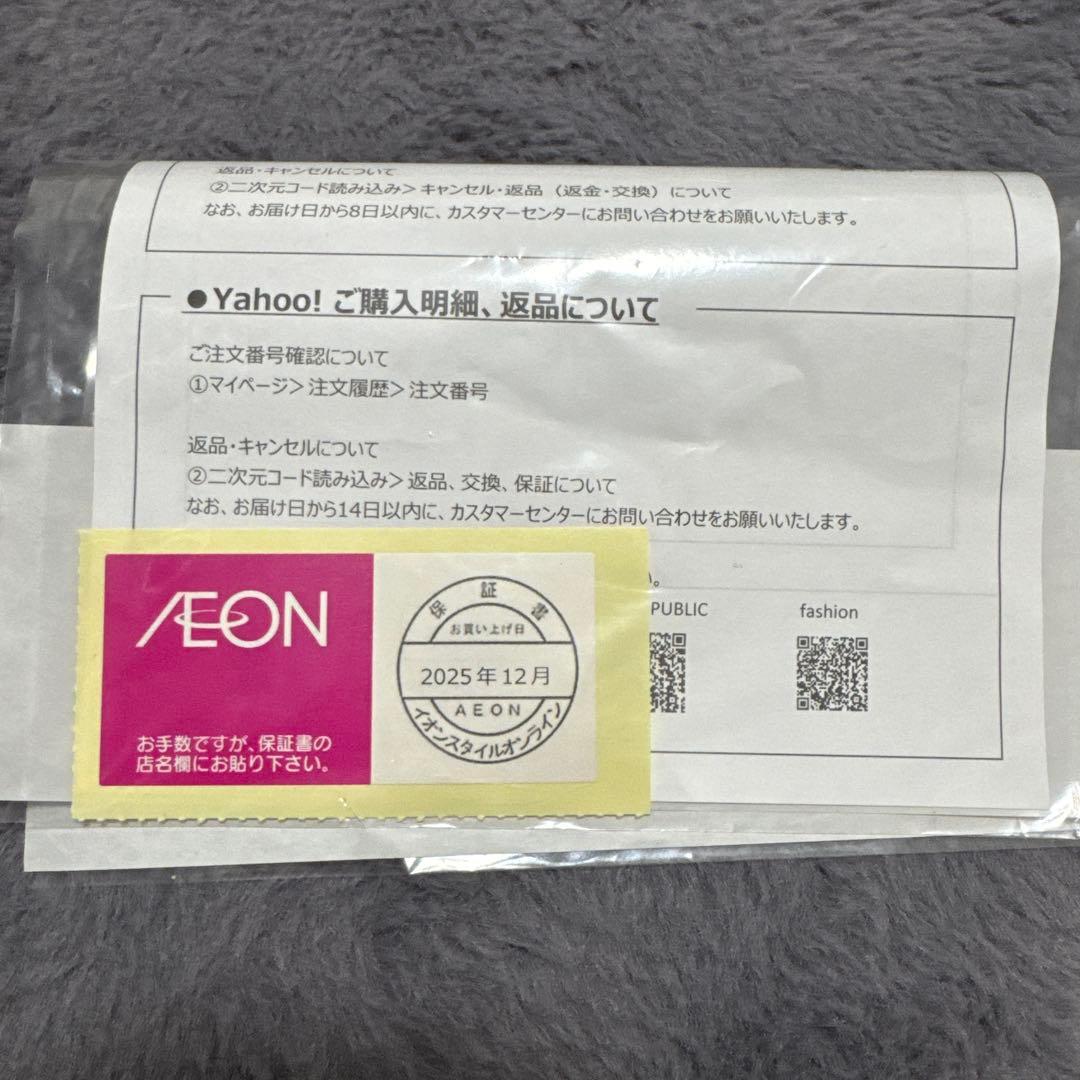 返品・キャンセルについて
②二次元コード読み込み＞キャンセル・返品（返金・交換）について
なお、お届け日から8日以内に、カスタマーセンターにお問い合わせをお願いいたします。
●Yahoo! ご購入明細、返品について
ご注文番号確認について
①マイページ＞注文履歴＞注文番号
返品・キャンセルについて
②二次元コード読み込み＞返品、交換、保証について
なお、お届け日から14日以内に、カスタマーセンターにお問い合わせをお願いいたします。
。
PUBLIC
fashion
AEON
お手数ですが、保証書の
店名欄にお貼り下さい。
保証書
お買い上げ日
2025年12月
AEON
イオンスタイルオンライン